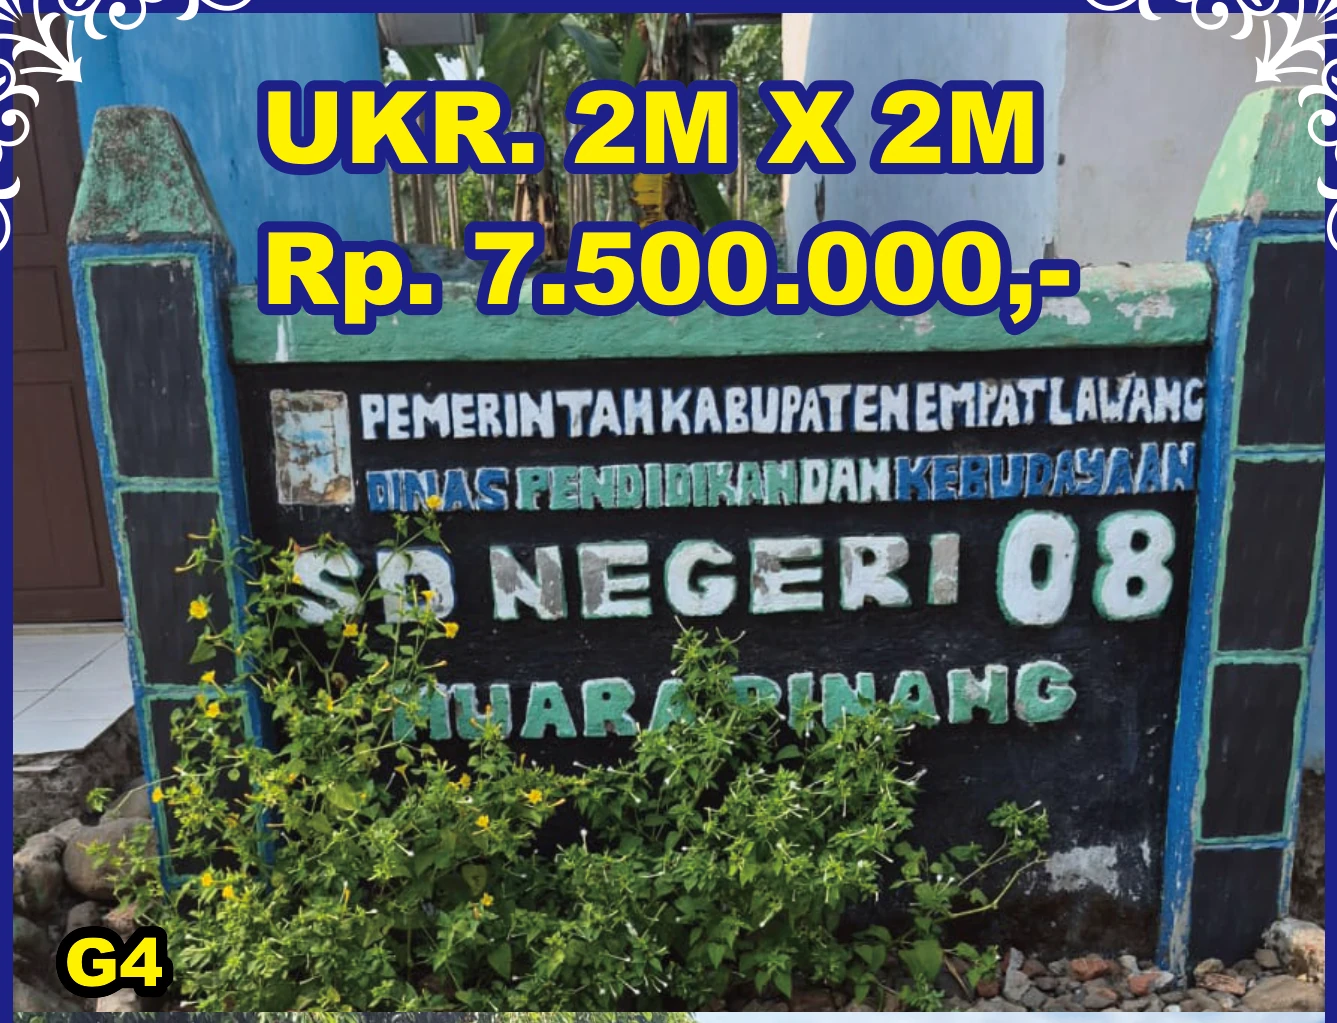 UKR. 2M X 2M
Rp. 7.500.000,-
PEMERINTAH KABUPATEN EMPAT LAWANG
DINAS PENDIDIKAN DAN KEBUDAYAAN
SD NEGERI 08
MUARA PINANG
G4